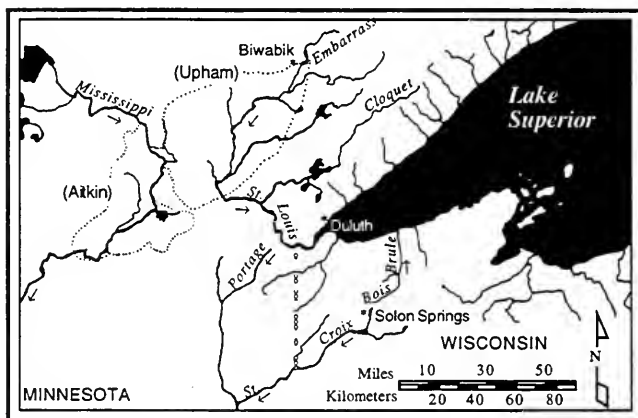 Biwabik
Embarrass
(Upham)
Mississippi
Cloquet
Lake
Superior
(Aitkin)
St. Louis
Duluth
Portage
Bois Brule
Solon Springs
St. Croix
WISCONSIN
N
MINNESOTA
Miles 10 30 50
Kilometers 20 40 60 80